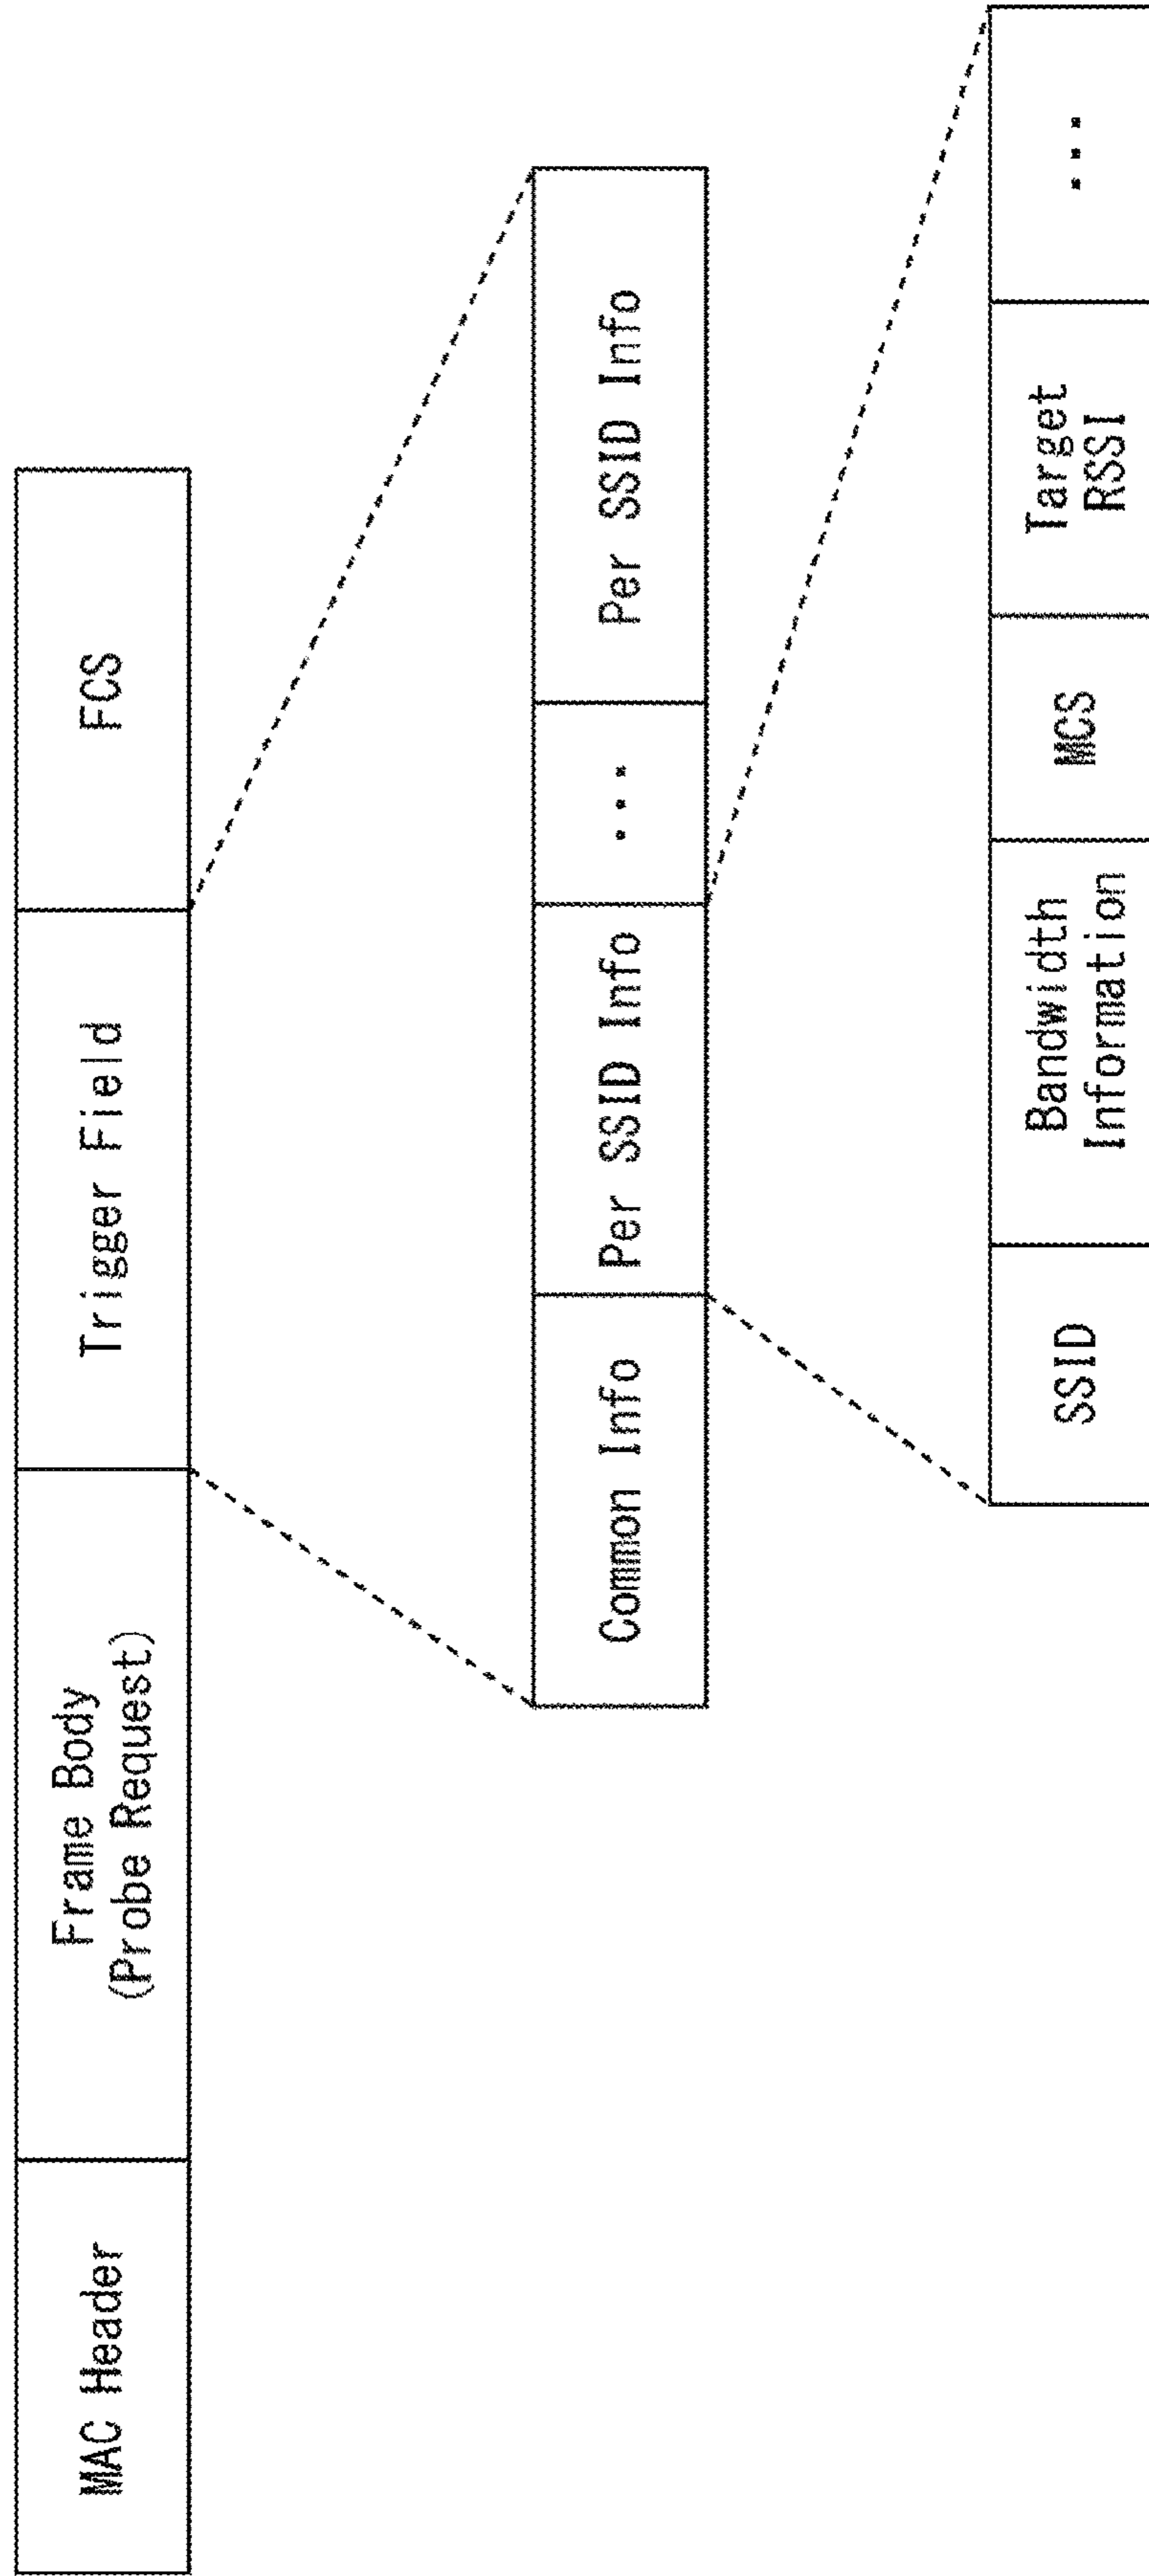 MAC Header
Frame Body
(Probe Request)
Trigger Field
FCS
Common Info
Per SSID Info
...
Per SSID Info
SSID
Bandwidth
Information
MCS
Target
RSSI
...